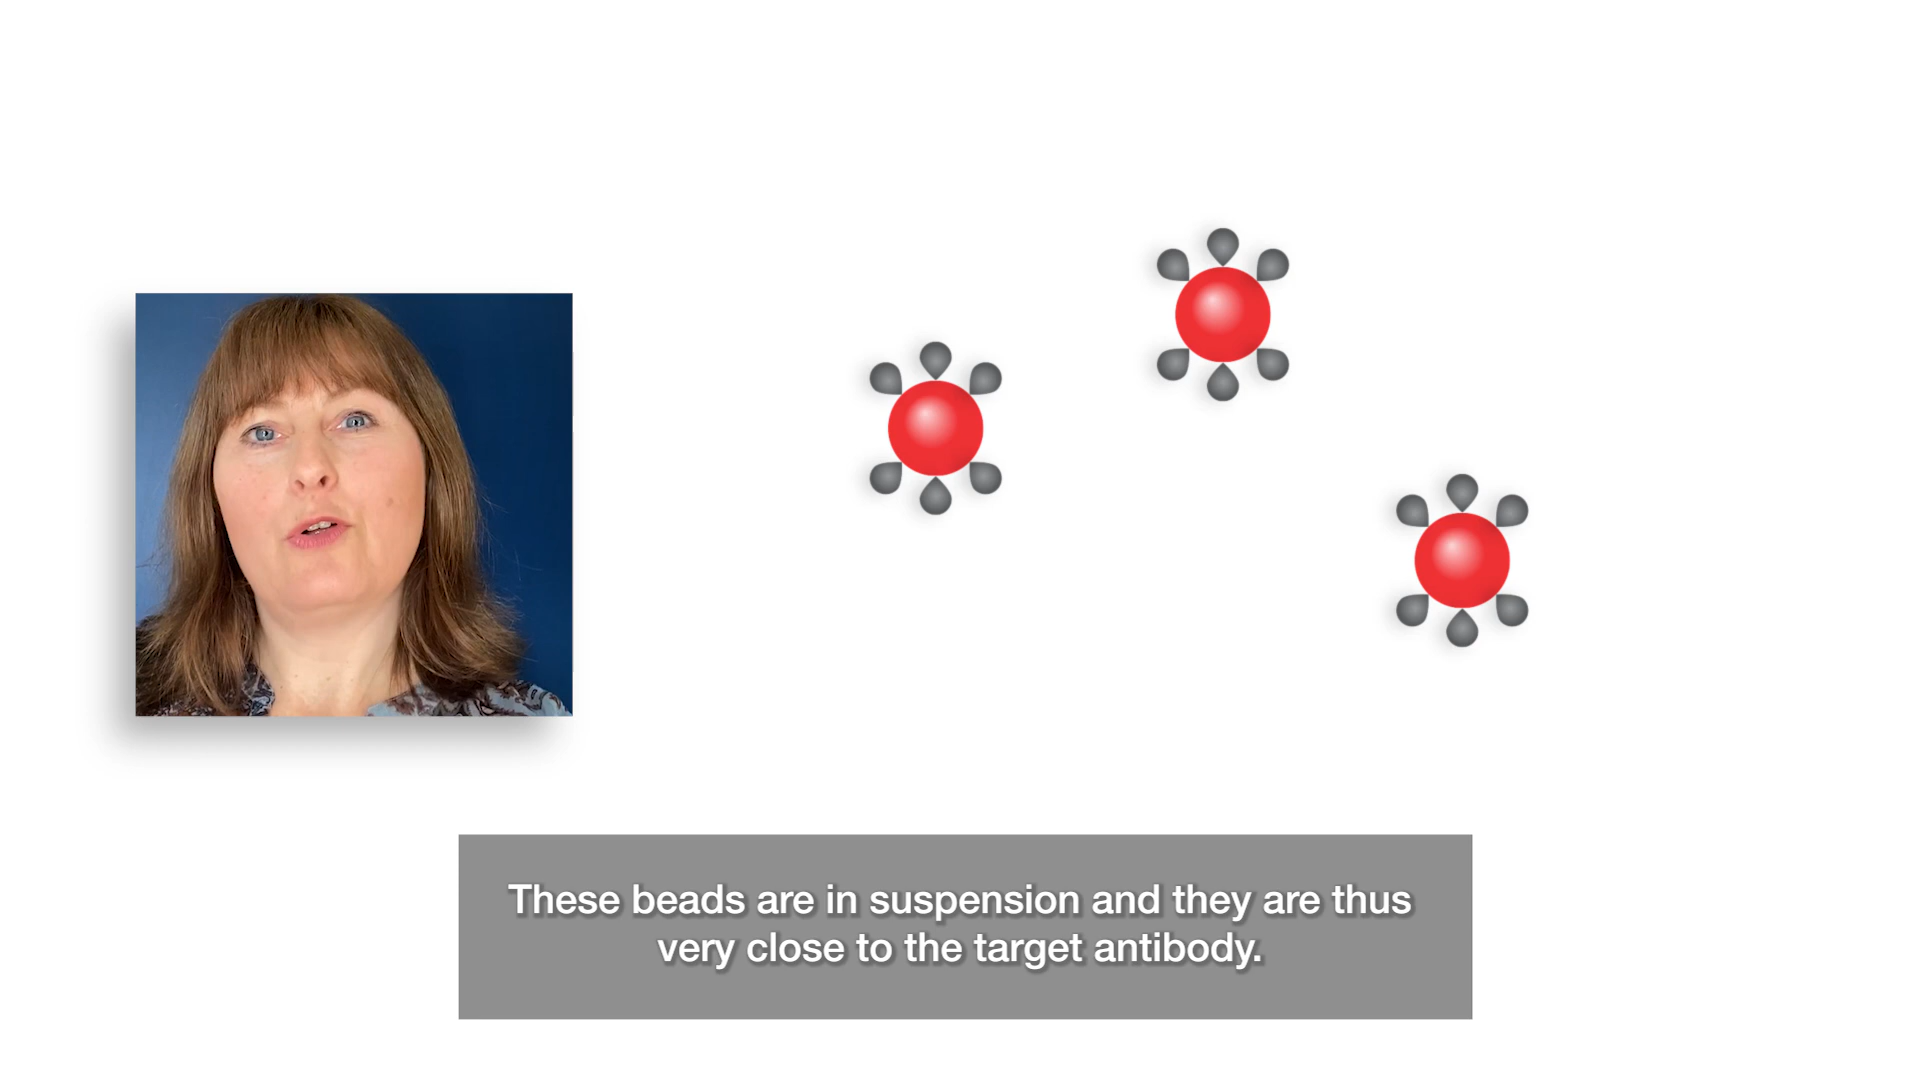 These beads are in suspension and they are thus
very close to the target antibody.